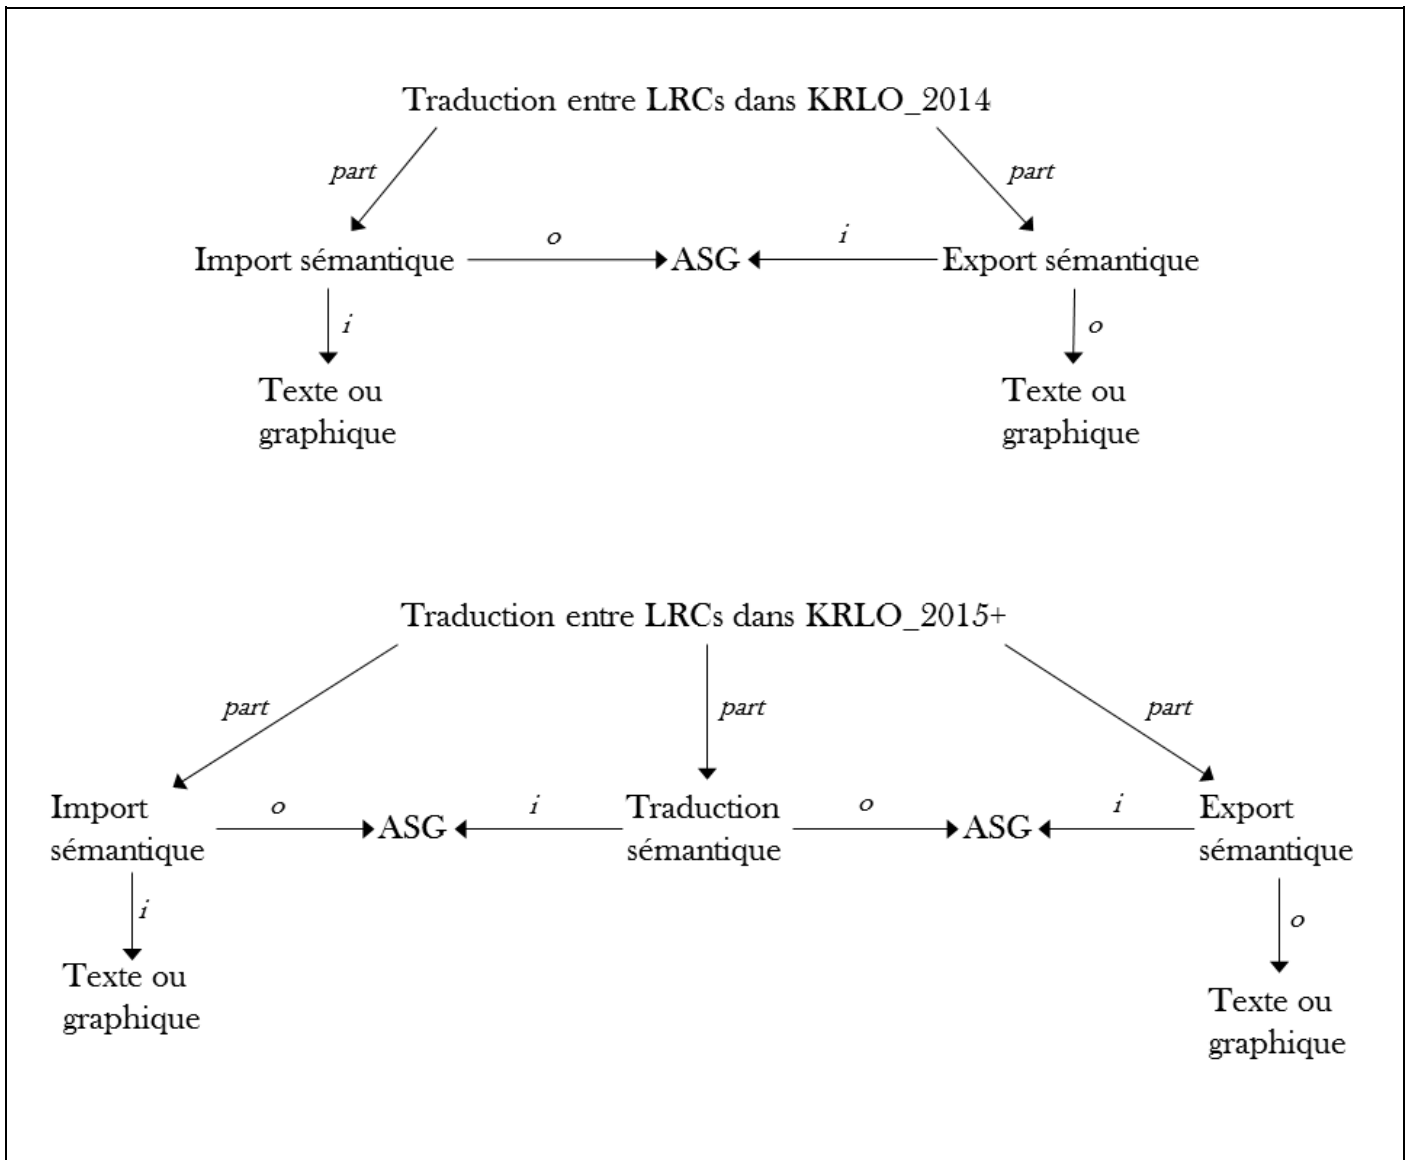 Traduction entre LRCs dans KRLO_2014
part
part
Import sémantique
o
ASG
i
Export sémantique
i
o
Texte ou
graphique
Texte ou
graphique
Traduction entre LRCs dans KRLO_2015+
part
part
part
Import
sémantique
o
ASG
i
Traduction
sémantique
o
ASG
i
Export
sémantique
i
o
Texte ou
graphique
Texte ou
graphique